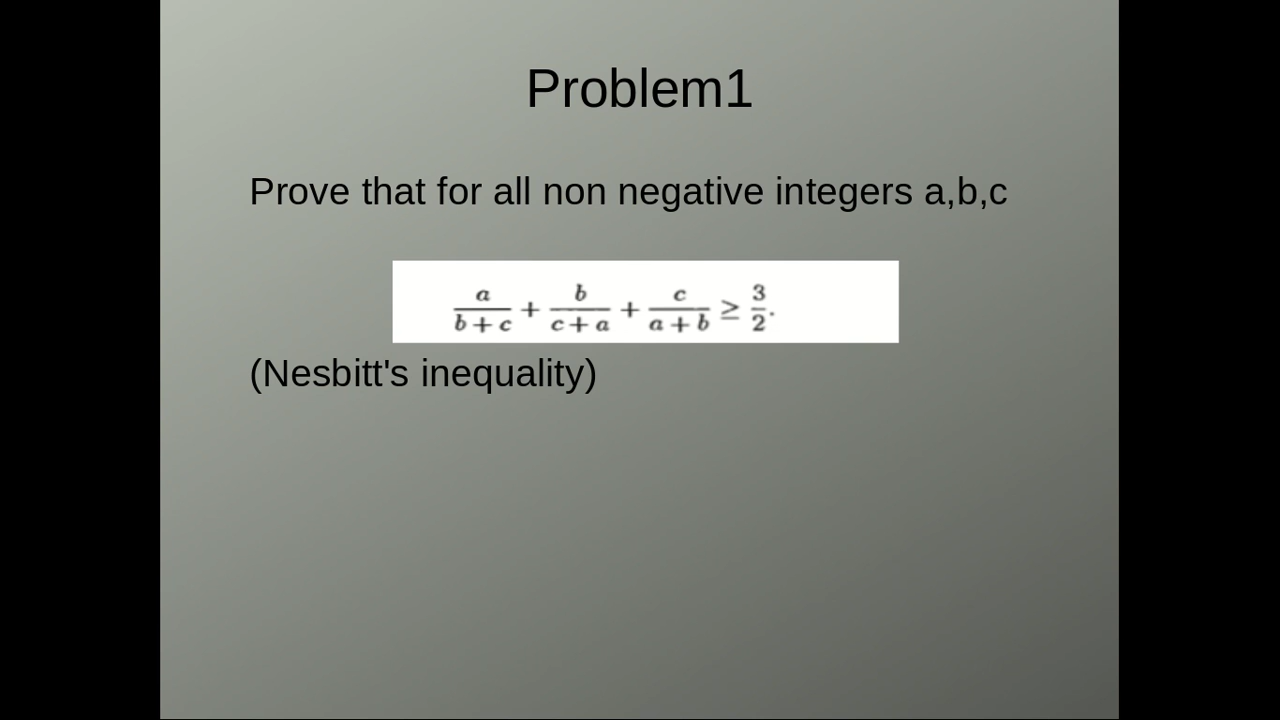 Problem1
Prove that for all non negative integers a,b,c
a/(b + c) + b/(c + a) + c/(a + b) ≥ 3/2.
(Nesbitt's inequality)